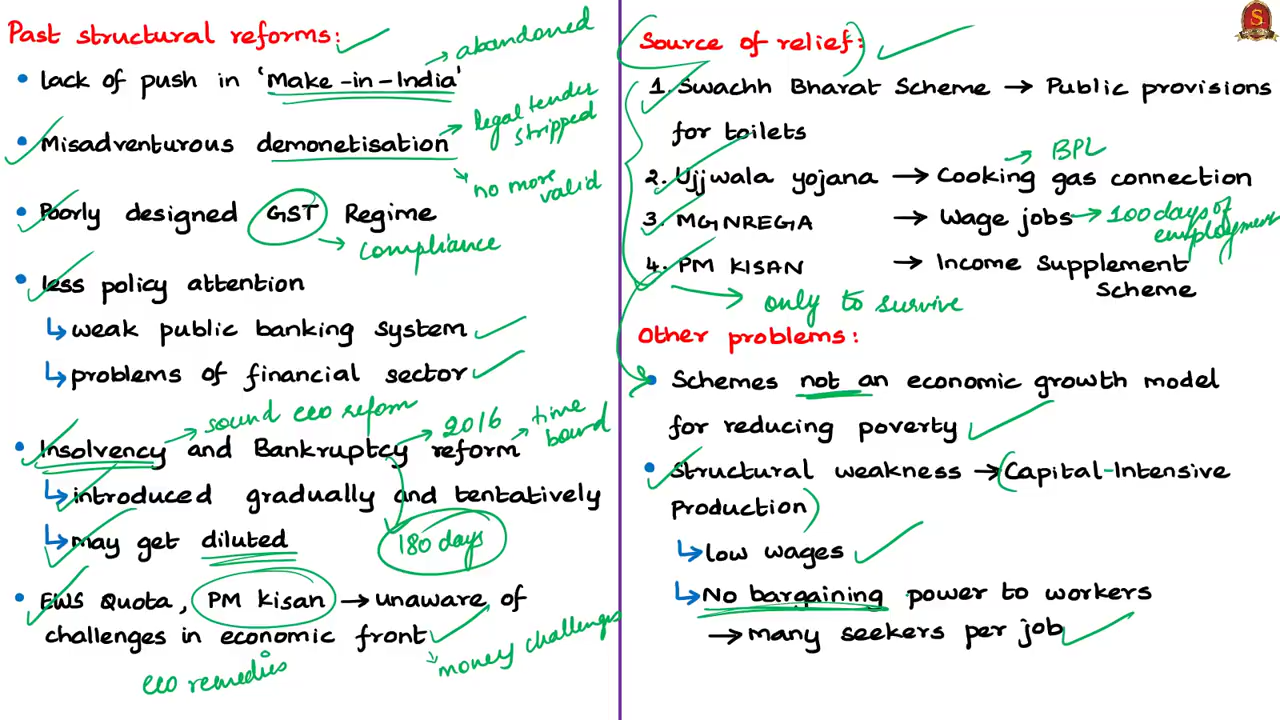 Past structural reforms:
abandoned
• lack of push in 'Make-in-India'
legal tender
stripped
• Misadventurous demonetisation
no more
valid
• Poorly designed GST Regime
compliance
• less policy attention
↳ weak public banking system
↳ problems of financial sector
sound eco reform
2016
time
bound
• Insolvency and Bankruptcy reform
↳ introduced gradually and tentatively
↳ may get diluted
180 days
• EWS Quota, PM Kisan → unaware of
challenges in economic front
money challenges
eco remedies
S
Source of relief:
1. Swachh Bharat Scheme → Public provisions
for toilets
BPL
2. Ujjwala yojana → Cooking gas connection
3. MGNREGA → Wage jobs → 100 days of
employment
4. PM KISAN → Income Supplement
Scheme
only to survive
Other problems:
• Schemes not an economic growth model
for reducing poverty
• Structural weakness → (Capital-Intensive
Production)
↳ low wages
↳ No bargaining power to workers
→ many seekers per job